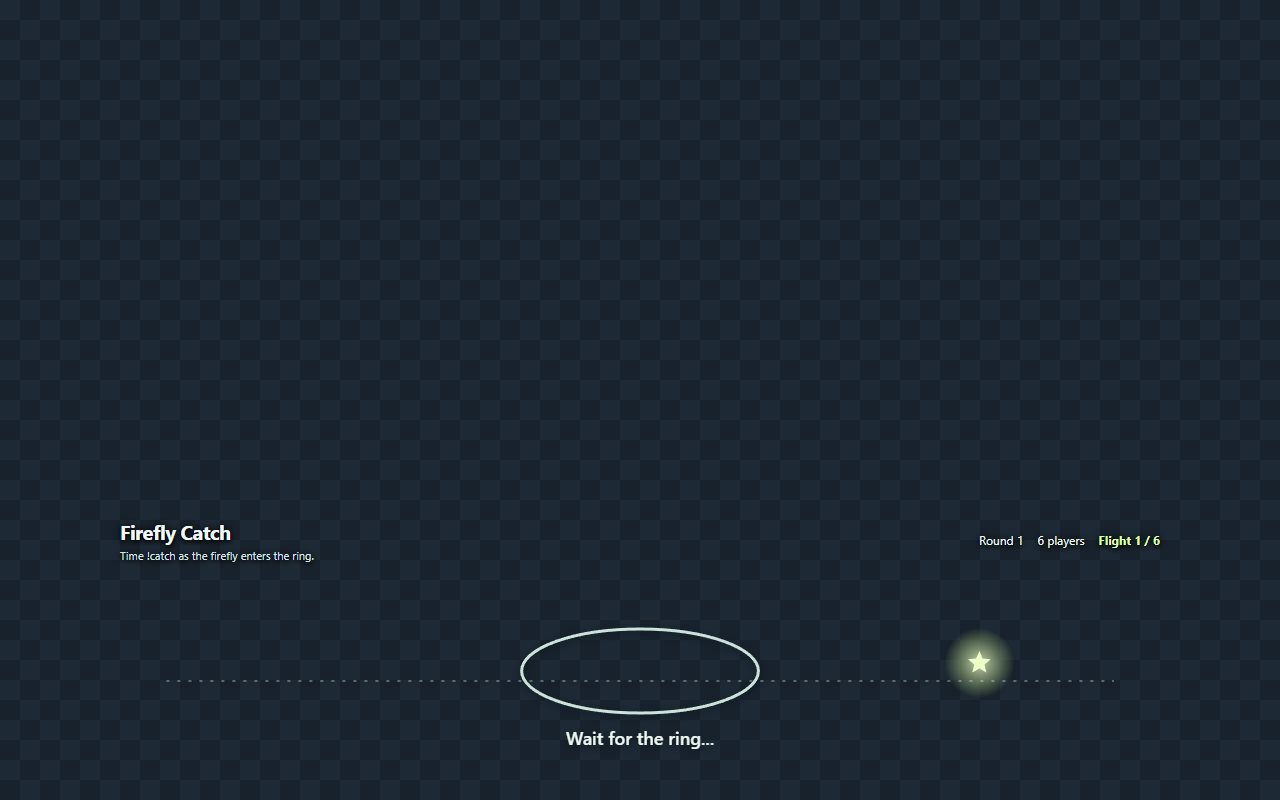 Firefly Catch
Time !catch as the firefly enters the ring.
Round 1 6 players Flight 1 / 6
Wait for the ring...